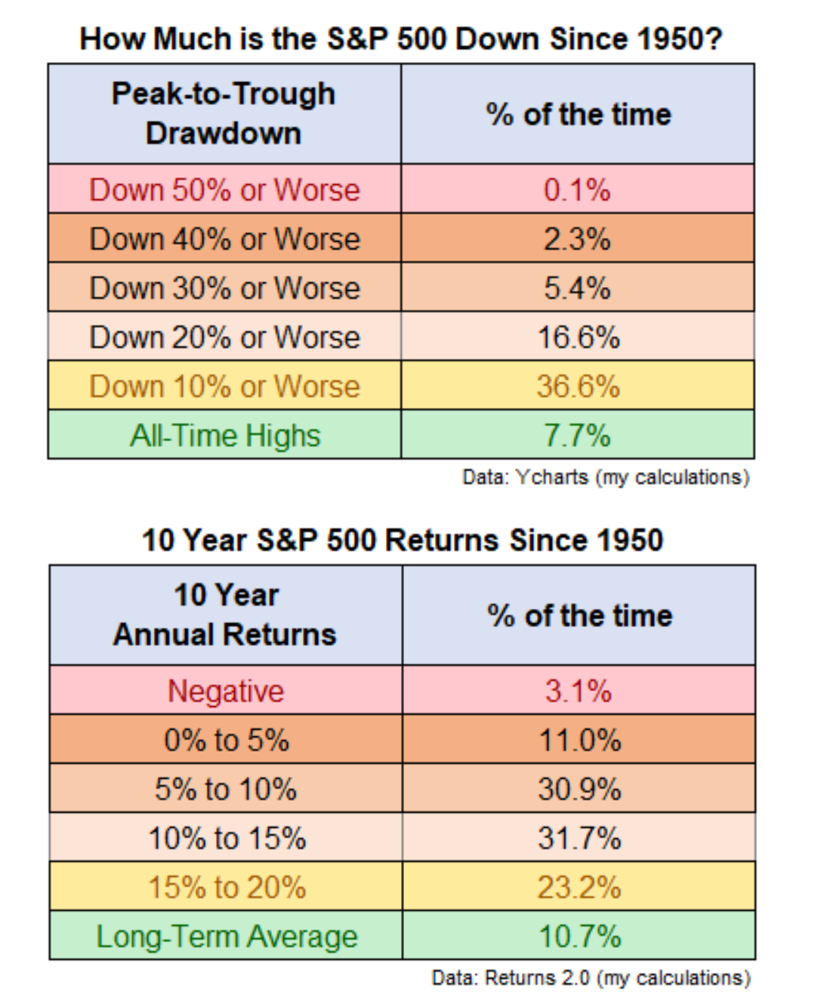 How Much is the S&P 500 Down Since 1950?
Peak-to-Trough
Drawdown
% of the time
Down 50% or Worse
0.1%
Down 40% or Worse
2.3%
Down 30% or Worse
5.4%
Down 20% or Worse
16.6%
Down 10% or Worse
36.6%
All-Time Highs
7.7%
Data: Ycharts (my calculations)
10 Year S&P 500 Returns Since 1950
10 Year
Annual Returns
% of the time
Negative
3.1%
0% to 5%
11.0%
5% to 10%
30.9%
10% to 15%
31.7%
15% to 20%
23.2%
Long-Term Average
10.7%
Data: Returns 2.0 (my calculations)